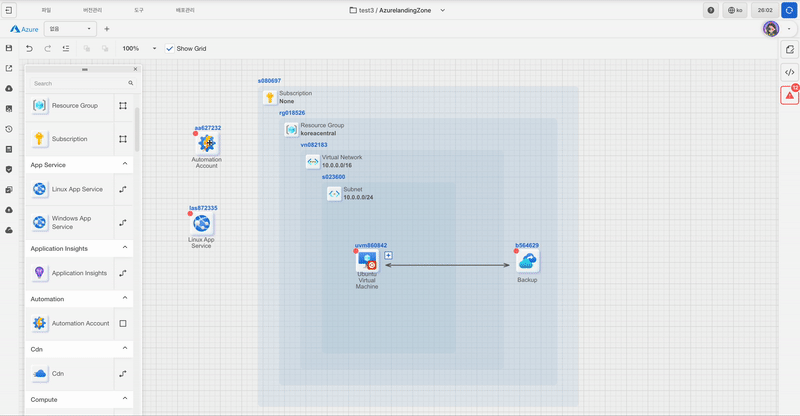 파일
버전관리
도구
배포관리
test3 / AzurelandingZone
ko
26:02
Azure
없음
100%
Show Grid
Search
Resource Group
Subscription
App Service
Linux App Service
Windows App
Service
Application Insights
Application Insights
Automation
Automation Account
Cdn
Cdn
Compute
aa627232
Automation
Account
las872335
Linux App
Service
s080697
Subscription
None
rg018526
Resource Group
koreacentral
vn082183
Virtual Network
10.0.0.0/16
s023600
Subnet
10.0.0.0/24
uvm860842
Ubuntu
Virtual
Machine
b564629
Backup